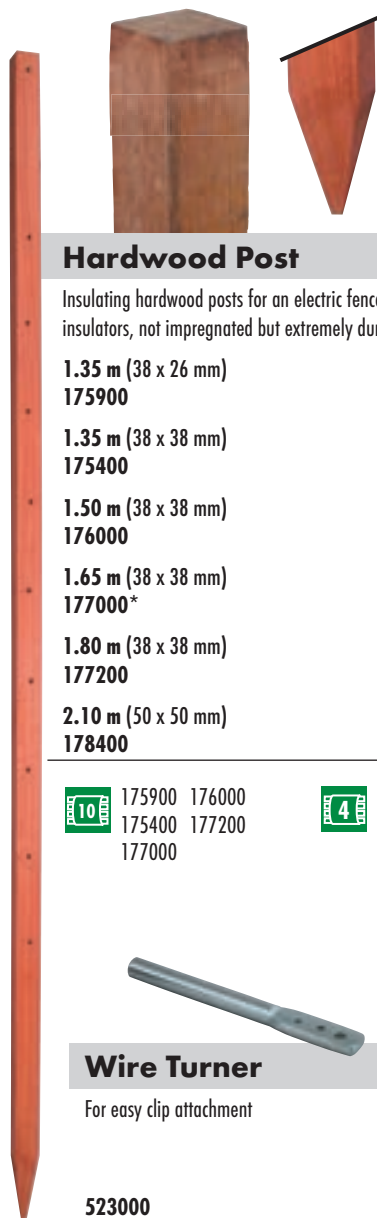 Hardwood Post
Insulating hardwood posts for an electric fence
insulators, not impregnated but extremely
1.35 m (38 x 26 mm)
175900
1.35 m (38 x 38 mm)
175400
1.50 m (38 x 38 mm)
176000
1.65 m (38 x 38 mm)
177000*
1.80 m (38 x 38 mm)
177200
2.10 m (50 x 50 mm)
178400
10 175900 176000 4
175400 177200
177000
Wire Turner
For easy clip attachment
523000